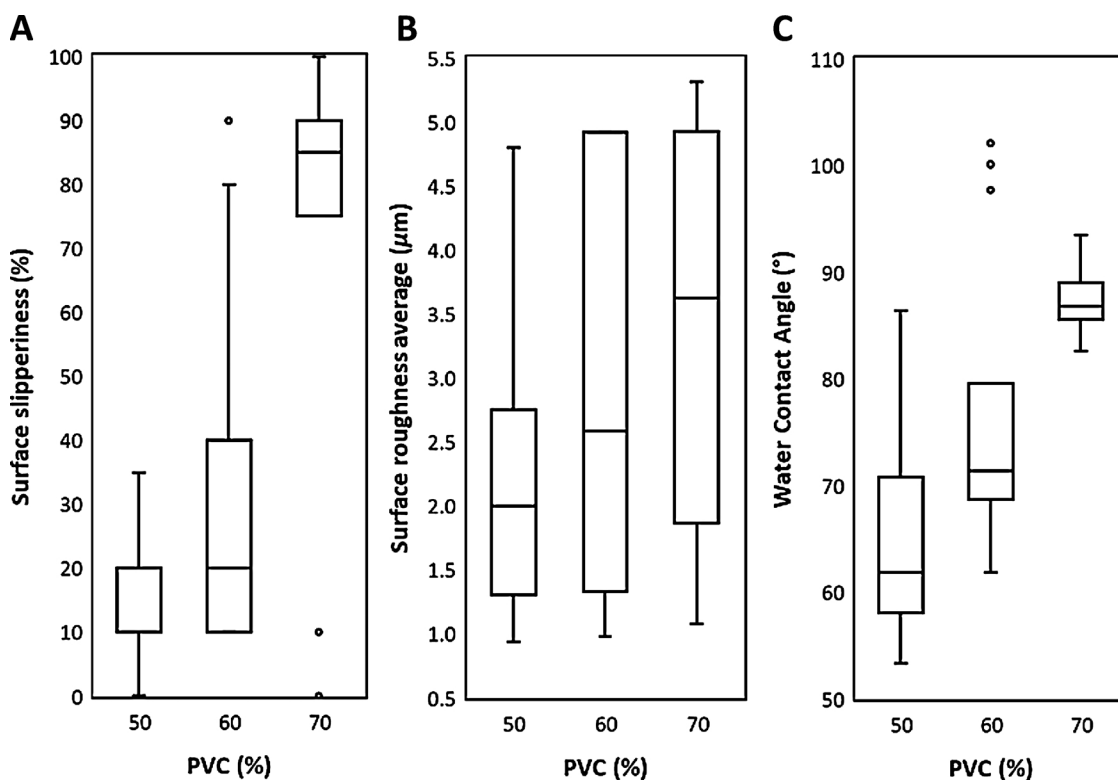 A
Surface slipperiness (%)
100
90
80
70
60
50
40
30
20
10
0
50 60 70
PVC (%)
B
Surface roughness average (μm)
5.5
5.0
4.5
4.0
3.5
3.0
2.5
2.0
1.5
1.0
0.5
50 60 70
PVC (%)
C
Water Contact Angle (°)
110
100
90
80
70
60
50
50 60 70
PVC (%)